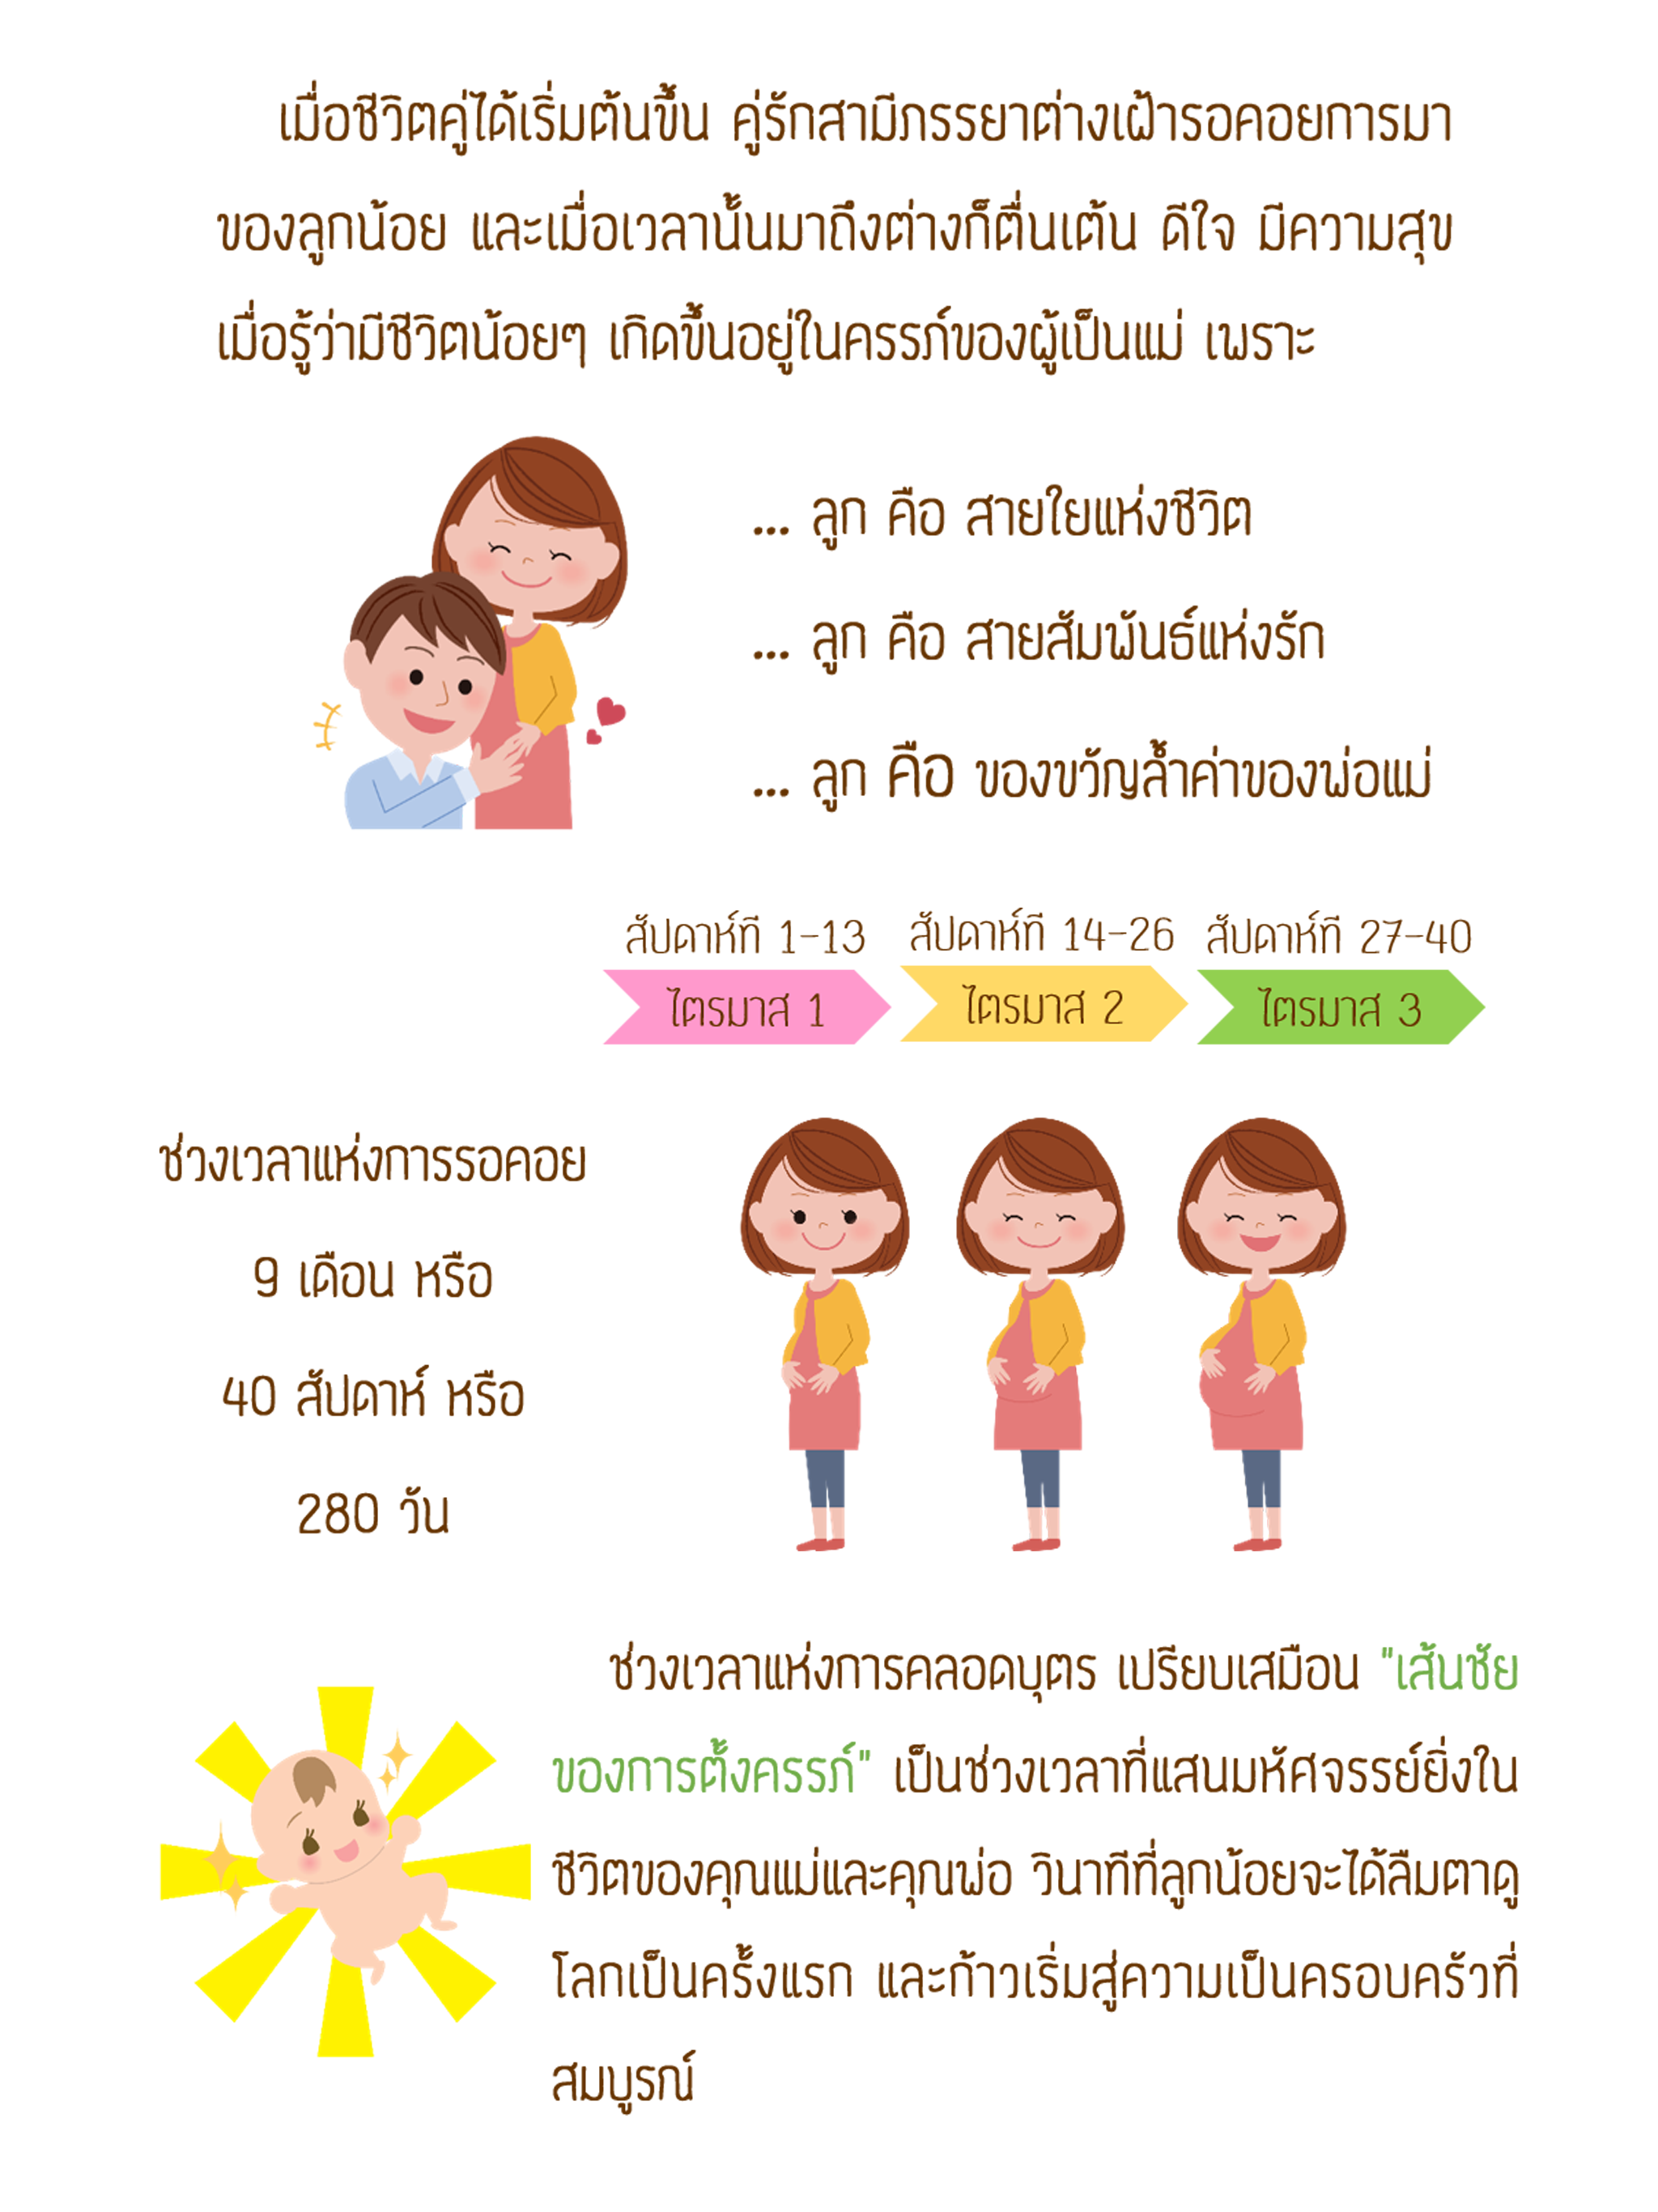 เมื่อชีวิตคู่ได้เริ่มต้นขึ้น คู่รักสามีภรรยาต่างเฝ้ารอคอยการมา
ของลูกน้อย และเมื่อเวลานั้นมาถึงต่างก็ตื่นเต้น ดีใจ มีความสุข
เมื่อรู้ว่ามีชีวิตน้อยๆ เกิดขึ้นอยู่ในครรภ์ของผู้เป็นแม่ เพราะ
... ลูก คือ สายใยแห่งชีวิต
... ลูก คือ สายสัมพันธ์แห่งรัก
... ลูก คือ ของขวัญล้ำค่าของพ่อแม่
สัปดาห์ที่ 1-13 สัปดาห์ที่ 14-26 สัปดาห์ที่ 27-40
ไตรมาส 1 ไตรมาส 2 ไตรมาส 3
ช่วงเวลาแห่งการรอคอย
9 เดือน หรือ
40 สัปดาห์ หรือ
280 วัน
ช่วงเวลาแห่งการคลอดบุตร เปรียบเสมือน "เส้นชัย
ของการตั้งครรภ์" เป็นช่วงเวลาที่แสนมหัศจรรย์ยิ่งใน
ชีวิตของคุณแม่และคุณพ่อ วินาทีที่ลูกน้อยจะได้ลืมตาดู
โลกเป็นครั้งแรก และก้าวเริ่มสู่ความเป็นครอบครัวที่
สมบูรณ์